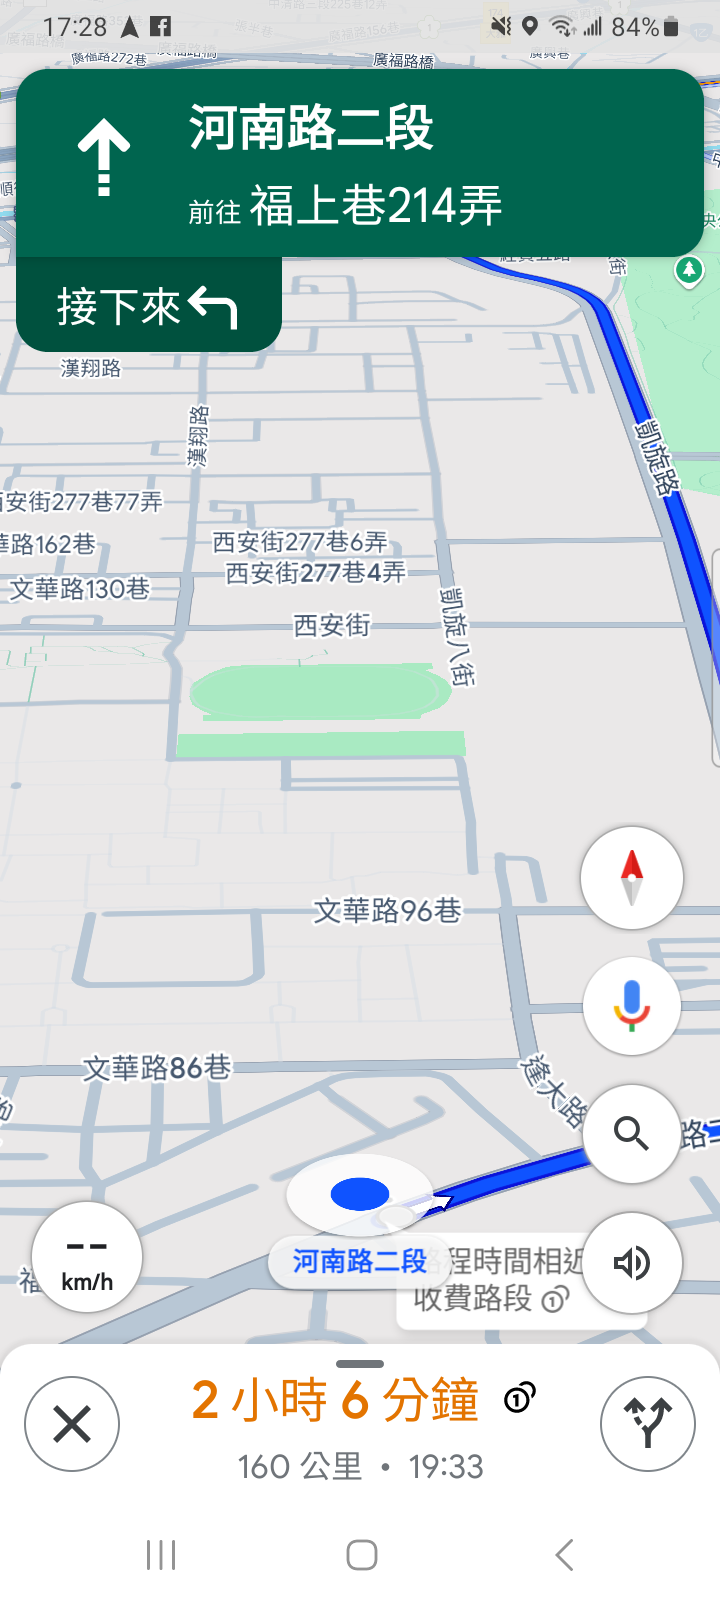 17:28
84%
廣福路272巷
廣福路橋
河南路二段
前往 福上巷214弄
接下來
漢翔路
漢翔路
凱旋路
安街277巷77弄
華路162巷
西安街277巷6弄
西安街277巷4弄
文華路130巷
西安街
凱旋八街
文華路96巷
文華路86巷
逢大路
--
km/h
河南路二段
程時間相近
收費路段
福
2 小時 6 分鐘
160 公里 • 19:33